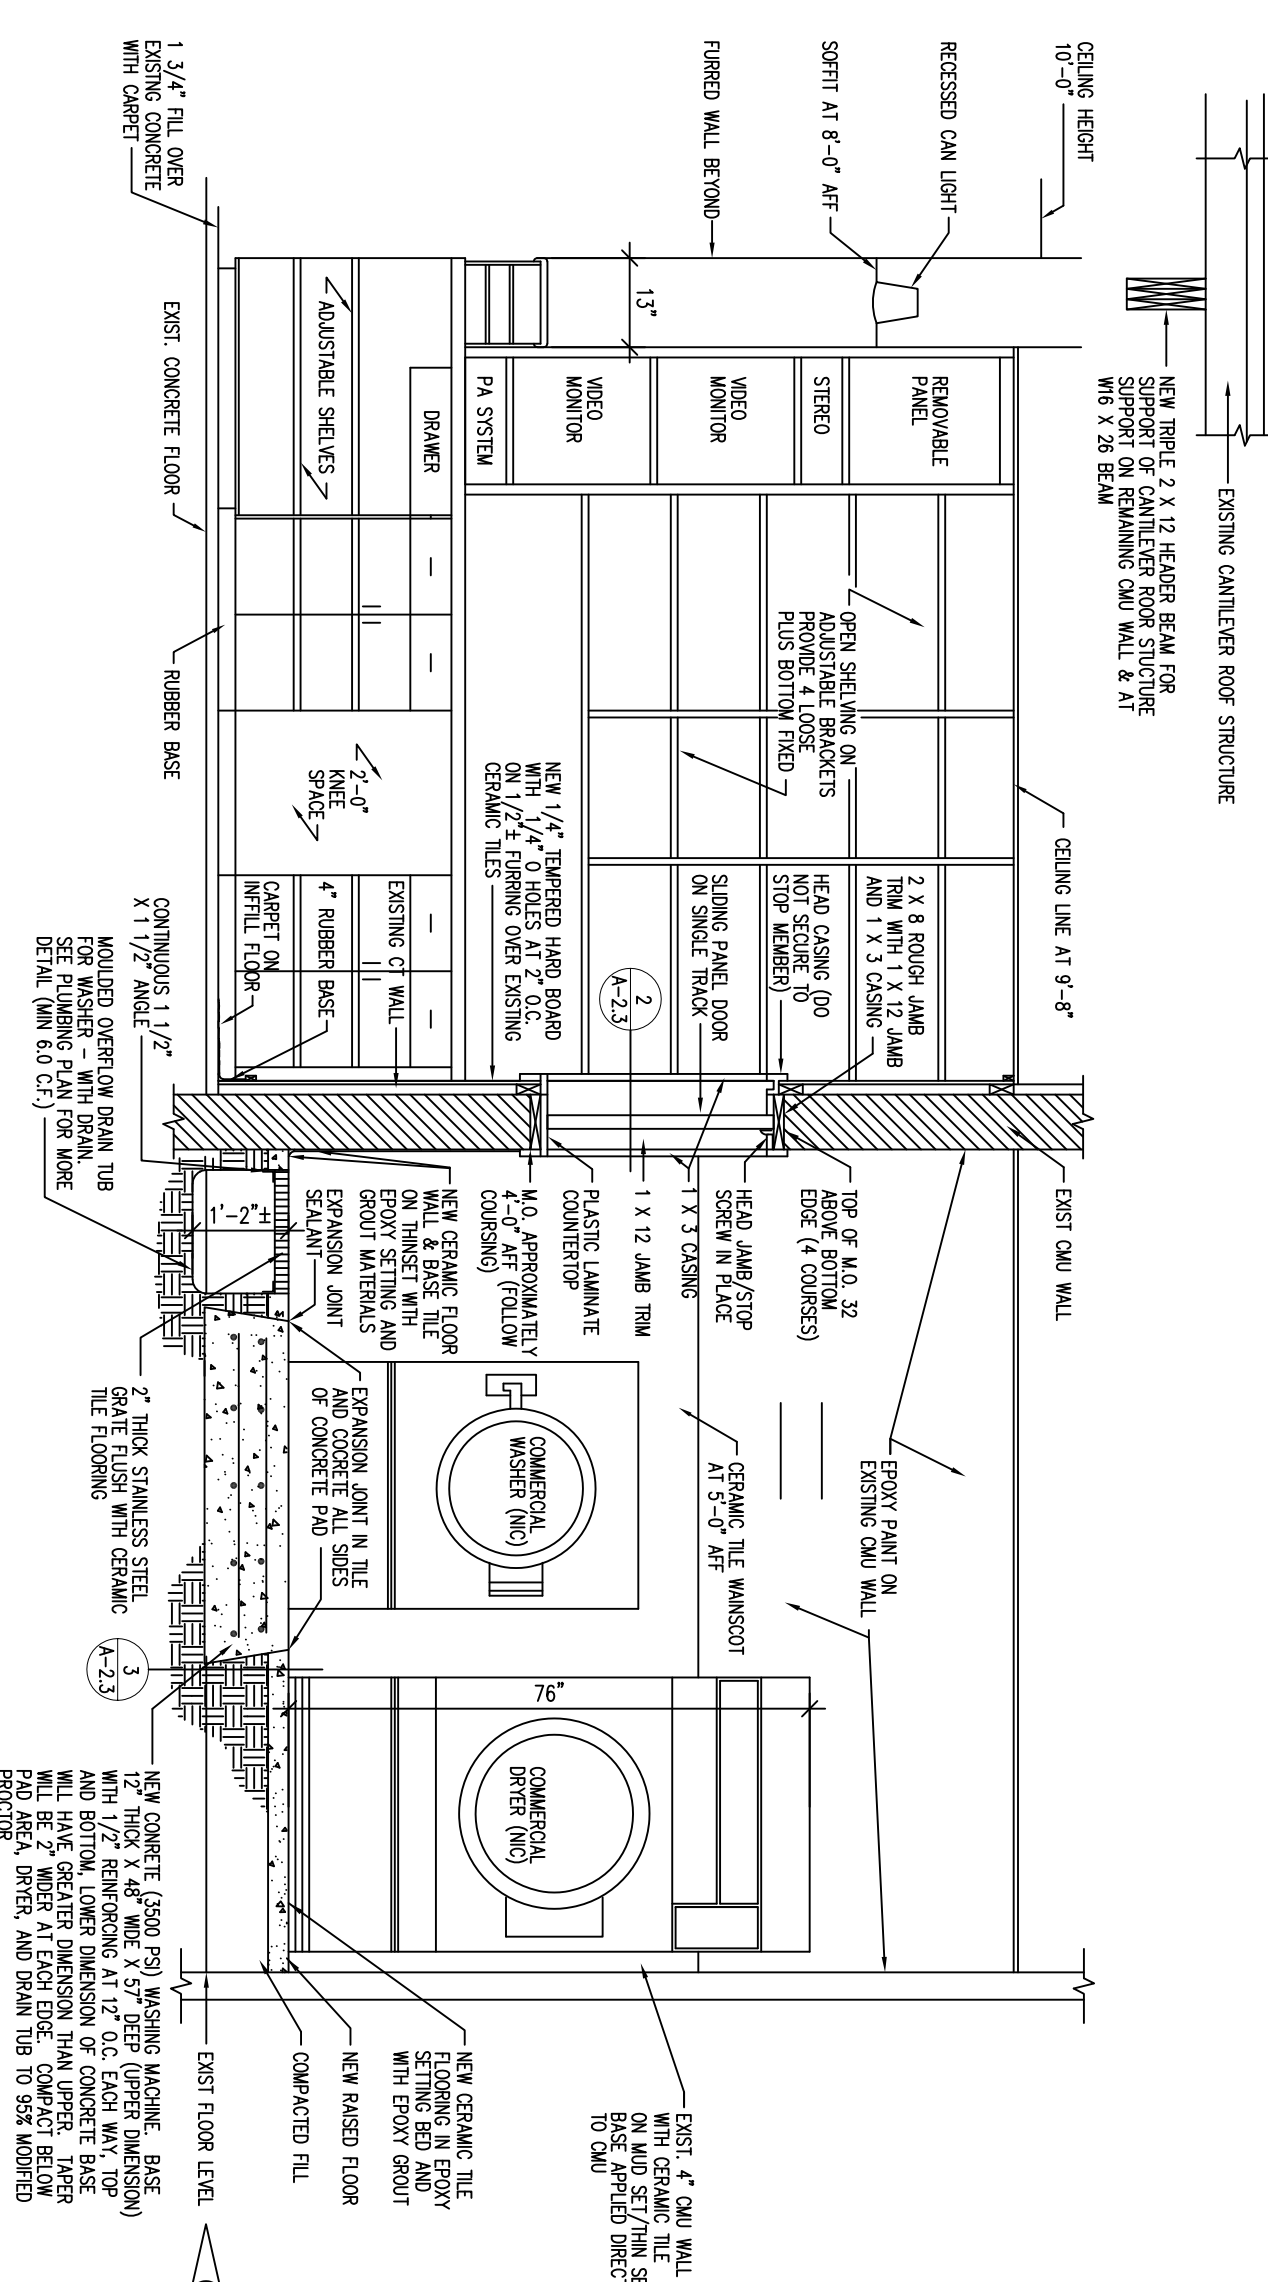 EXISTING CANTILEVER ROOF STRUCTURE
NEW TRIPLE 2 X 12 HEADER BEAM FOR
SUPPORT OF CANTILEVER ROOR STUCTURE
SUPPORT ON REMAINING CMU WALL & AT
W16 X 26 BEAM
CEILING HEIGHT
10'-0"
RECESSED CAN LIGHT
SOFFIT AT 8'-0" AFF
FURRED WALL BEYOND
1 3/4" FILL OVER
EXISTNG CONCRETE
WITH CARPET
13"
REMOVABLE
PANEL
STEREO
VIDEO
MONITOR
VIDEO
MONITOR
PA SYSTEM
DRAWER
ADJUSTABLE SHELVES
EXIST. CONCRETE FLOOR
OPEN SHELVING ON
ADJUSTABLE BRACKETS
PROVIDE 4 LOOSE
PLUS BOTTOM FIXED
RUBBER BASE
2'-0"
KNEE
SPACE
CEILING LINE AT 9'-8"
NEW 1/4" TEMPERED HARD BOARD
WITH 1/4" O HOLES AT 2" O.C.
ON 1/2"± FURRING OVER EXISTING
CERAMIC TILES
2 X 8 ROUGH JAMB
TRIM WITH 1 X 12 JAMB
AND 1 X 3 CASING
HEAD CASING (DO
NOT SECURE TO
STOP MEMBER)
SLIDING PANEL DOOR
ON SINGLE TRACK
2
A-2.3
EXISTING CT WALL
4" RUBBER BASE
CARPET ON
INFFILL FLOOR
CONTINUOUS 1 1/2"
X 1 1/2" ANGLE
MOULDED OVERFLOW DRAIN TUB
FOR WASHER - WITH DRAIN.
SEE PLUMBING PLAN FOR MORE
DETAIL (MIN 6.0 C.F.)
EXIST CMU WALL
TOP OF M.O. 32
ABOVE BOTTOM
EDGE (4 COURSES)
HEAD JAMB/STOP
SCREW IN PLACE
1 X 3 CASING
1 X 12 JAMB TRIM
PLASTIC LAMINATE
COUNTERTOP
M.O. APPROXIMATELY
4'-0" AFF (FOLLOW
COURSING)
NEW CERAMIC FLOOR
WALL & BASE TILE
ON THINSET WITH
EPOXY SETTING AND
GROUT MATERIALS
EXPANSION JOINT
SEALANT
1'-2"±
EPOXY PAINT ON
EXISTING CMU WALL
CERAMIC TILE WAINSCOT
AT 5'-0" AFF
COMMERCIAL
WASHER (NIC)
EXPANSION JOINT IN TILE
AND COCRETE ALL SIDES
OF CONCRETE PAD
2" THICK STAINLESS STEEL
GRATE FLUSH WITH CERAMIC
TILE FLOORING
3
A-2.3
76"
COMMERCIAL
DRYER (NIC)
NEW CONRETE (3500 PSI) WASHING MACHINE. BASE
12" THICK X 48" WIDE X 57" DEEP (UPPER DIMENSION)
WITH 1/2" REINFORCING AT 12" O.C. EACH WAY, TOP
AND BOTTOM, LOWER DIMENSION OF CONCRETE BASE
WILL HAVE GREATER DIMENSION THAN UPPER. TAPER
WILL BE 2" WIDER AT EACH EDGE. COMPACT BELOW
PAD AREA, DRYER, AND DRAIN TUB TO 95% MODIFIED
PROCTOR
EXIST. 4" CMU WALL
WITH CERAMIC TILE
ON MUD SET/THIN
BASE APPLIED
TO CMU
NEW CERAMIC TILE
FLOORING IN EPOXY
SETTING BED AND
WITH EPOXY GROUT
NEW RAISED FLOOR
COMPACTED FILL
EXIST FLOOR LEVEL